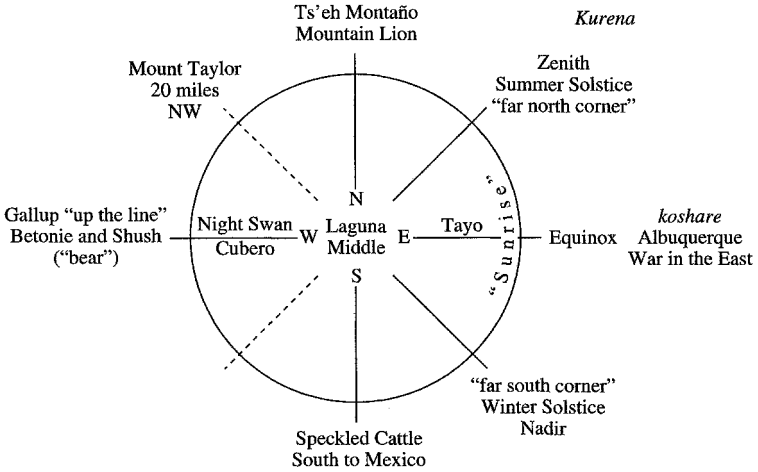 Ts’eh Montaño
Mountain Lion
Kurena
Mount Taylor
20 miles
NW
Zenith
Summer Solstice
“far north corner”
N
Gallup “up the line”
Betonie and Shush
(“bear”)
Night Swan
Cubero
W
Laguna
Middle
E
Tayo
“Sunrise”
Equinox
koshare
Albuquerque
War in the East
S
“far south corner”
Winter Solstice
Nadir
Speckled Cattle
South to Mexico